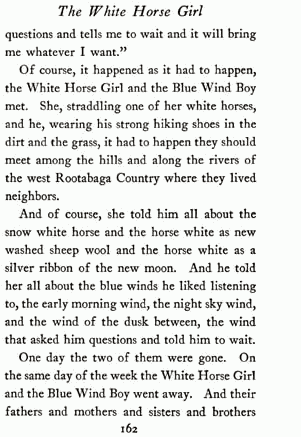 The White Horse Girl
questions and tells me to wait and it will bring
me whatever I want.”
Of course, it happened as it had to happen,
the White Horse Girl and the Blue Wind Boy
met. She, straddling one of her white horses,
and he, wearing his strong hiking shoes in the
dirt and the grass, it had to happen they should
meet among the hills and along the rivers of
the west Rootabaga Country where they lived
neighbors.
And of course, she told him all about the
snow white horse and the horse white as new
washed sheep wool and the horse white as a
silver ribbon of the new moon. And he told
her all about the blue winds he liked listening
to, the early morning wind, the night sky wind,
and the wind of the dusk between, the wind
that asked him questions and told him to wait.
One day the two of them were gone. On
the same day of the week the White Horse Girl
and the Blue Wind Boy went away. And their
fathers and mothers and sisters and brothers
162